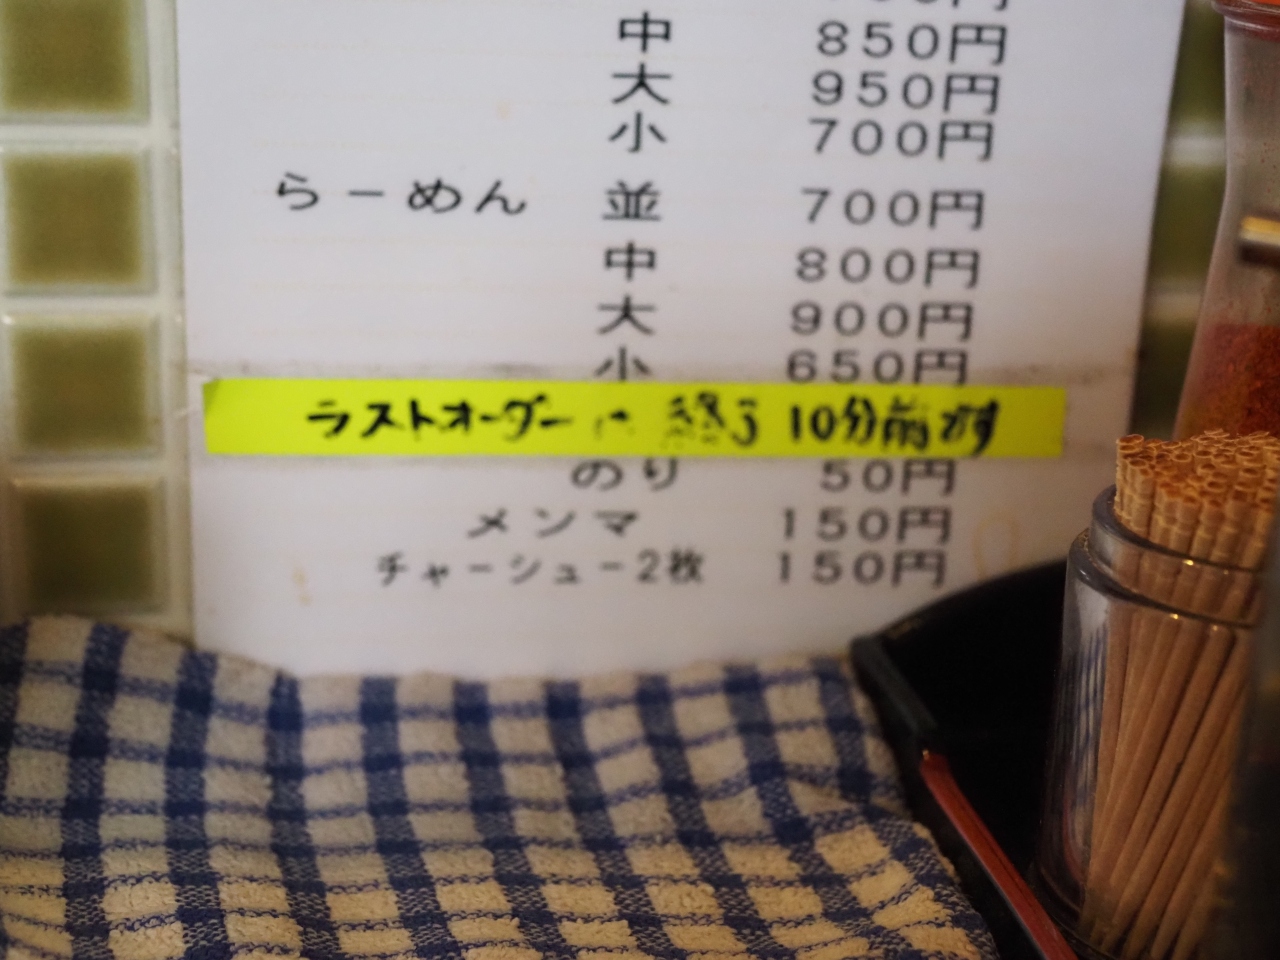 中 850円
大 950円
小 700円
らーめん 並 700円
中 800円
大 900円
小 650円
ラストオーダー 終了 10分前です
のり 50円
メンマ 150円
チャーシュー2枚 150円